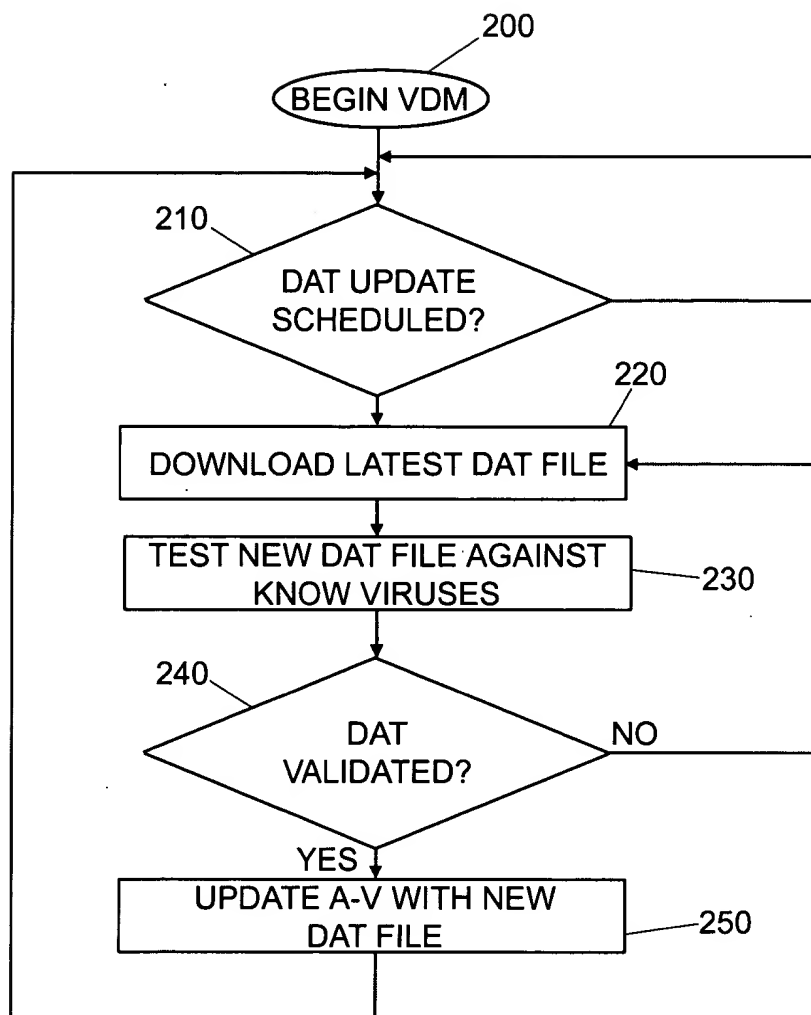 200
BEGIN VDM
210
DAT UPDATE
SCHEDULED?
220
DOWNLOAD LATEST DAT FILE
TEST NEW DAT FILE AGAINST
KNOW VIRUSES
230
240
DAT
VALIDATED?
NO
YES
UPDATE A-V WITH NEW
DAT FILE
250